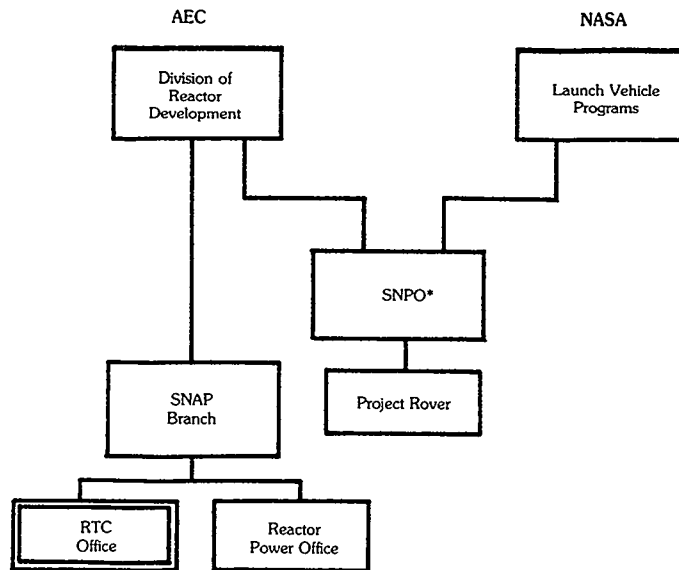 AEC
NASA
Division of
Reactor
Development
Launch Vehicle
Programs
SNPO*
SNAP
Branch
Project Rover
RTC
Office
Reactor
Power Office